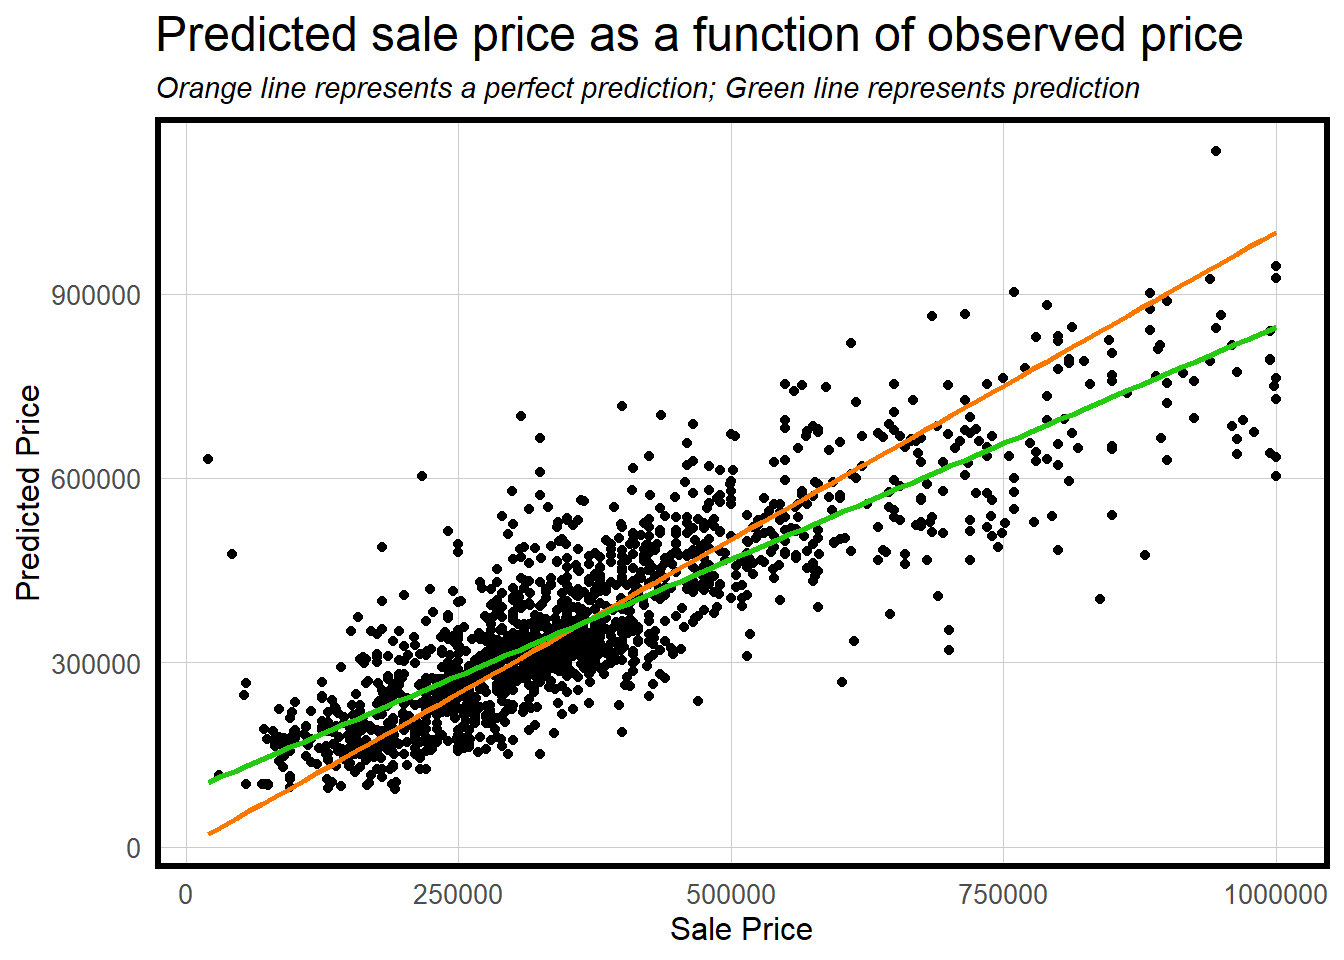 Predicted sale price as a function of observed price
Orange line represents a perfect prediction; Green line represents prediction
Predicted Price
900000
600000
300000
0
0 250000 500000 750000 1000000
Sale Price